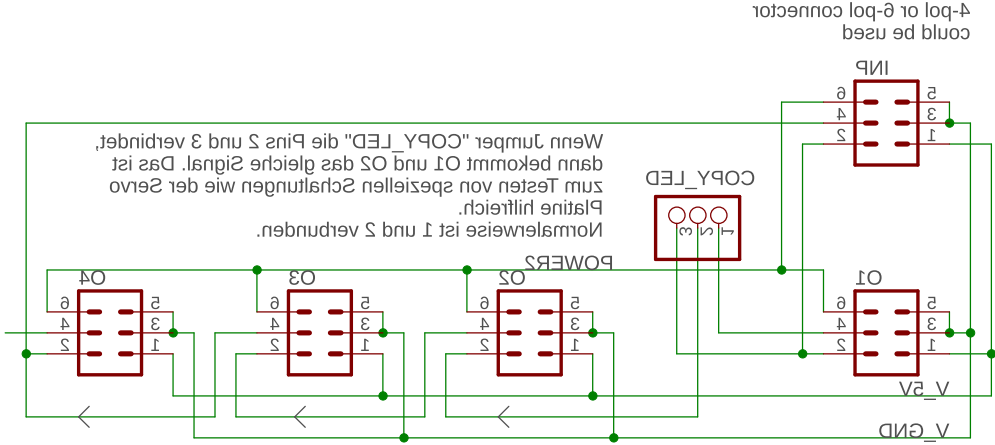 4-pol or 6-pol connector
could be used
INP
6 5
4 3
2 1
Wenn Jumper "COPY_LED" die Pins 2 und 3 verbindet,
dann bekommt O1 und O2 das gleiche Signal. Das ist
zum Testen von speziellen Schaltungen wie der Servo
Platine hilfreich.
Normalerweise ist 1 und 2 verbunden.
COPY_LED
3 2 1
POWER2
O4
6 5
4 3
2 1
O3
6 5
4 3
2 1
O2
6 5
4 3
2 1
O1
6 5
4 3
2 1
V_5V
V_GND